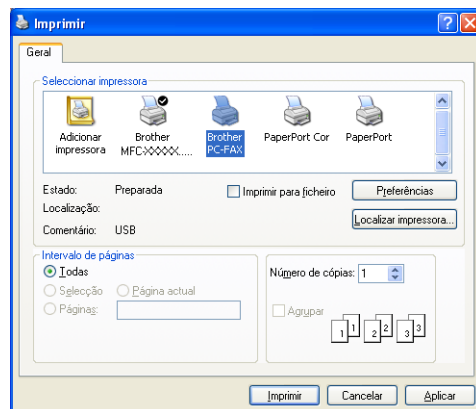 Imprimir
Geral
Seleccionar impressora
Adicionar impressora
Brother MFC-XXXXX.....
Brother PC-FAX
PaperPort Cor
PaperPort
Estado: Preparada
Localização:
Comentário: USB
Imprimir para ficheiro
Preferências
Localizar impressora...
Intervalo de páginas
Todas
Selecção
Página actual
Páginas:
Número de cópias: 1
Agrupar
1 1 2 2 3 3
Imprimir
Cancelar
Aplicar